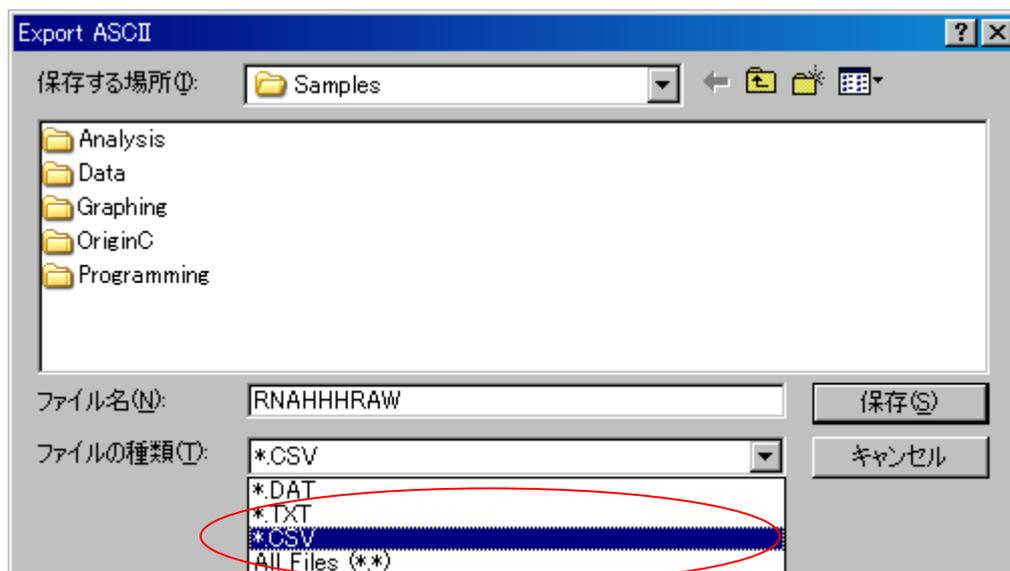 Export ASCII
保存する場所(I):
Samples
Analysis
Data
Graphing
OriginC
Programming
ファイル名(N):
RNAHHHRAW
保存(S)
ファイルの種類(T):
*.CSV
キャンセル
*.DAT
*.TXT
*.CSV
All Files (*.*)